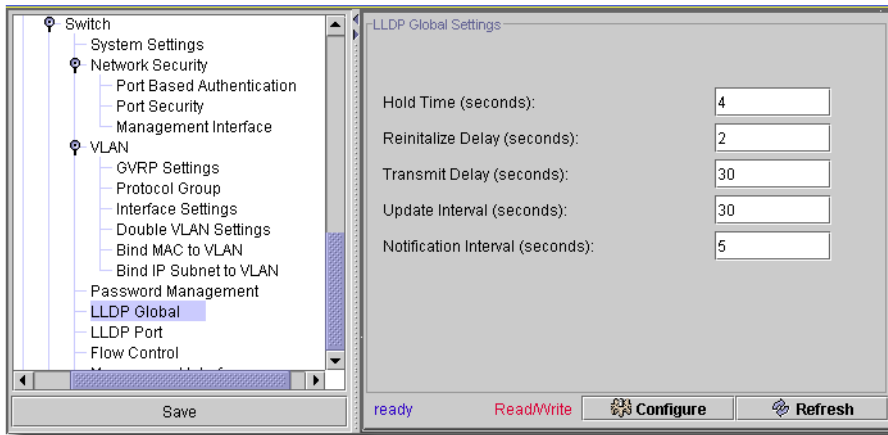 Switch
System Settings
Network Security
Port Based Authentication
Port Security
Management Interface
VLAN
GVRP Settings
Protocol Group
Interface Settings
Double VLAN Settings
Bind MAC to VLAN
Bind IP Subnet to VLAN
Password Management
LLDP Global
LLDP Port
Flow Control
Save
LLDP Global Settings
Hold Time (seconds): 4
Reinitalize Delay (seconds): 2
Transmit Delay (seconds): 30
Update Interval (seconds): 30
Notification Interval (seconds): 5
ready Read/Write Configure Refresh